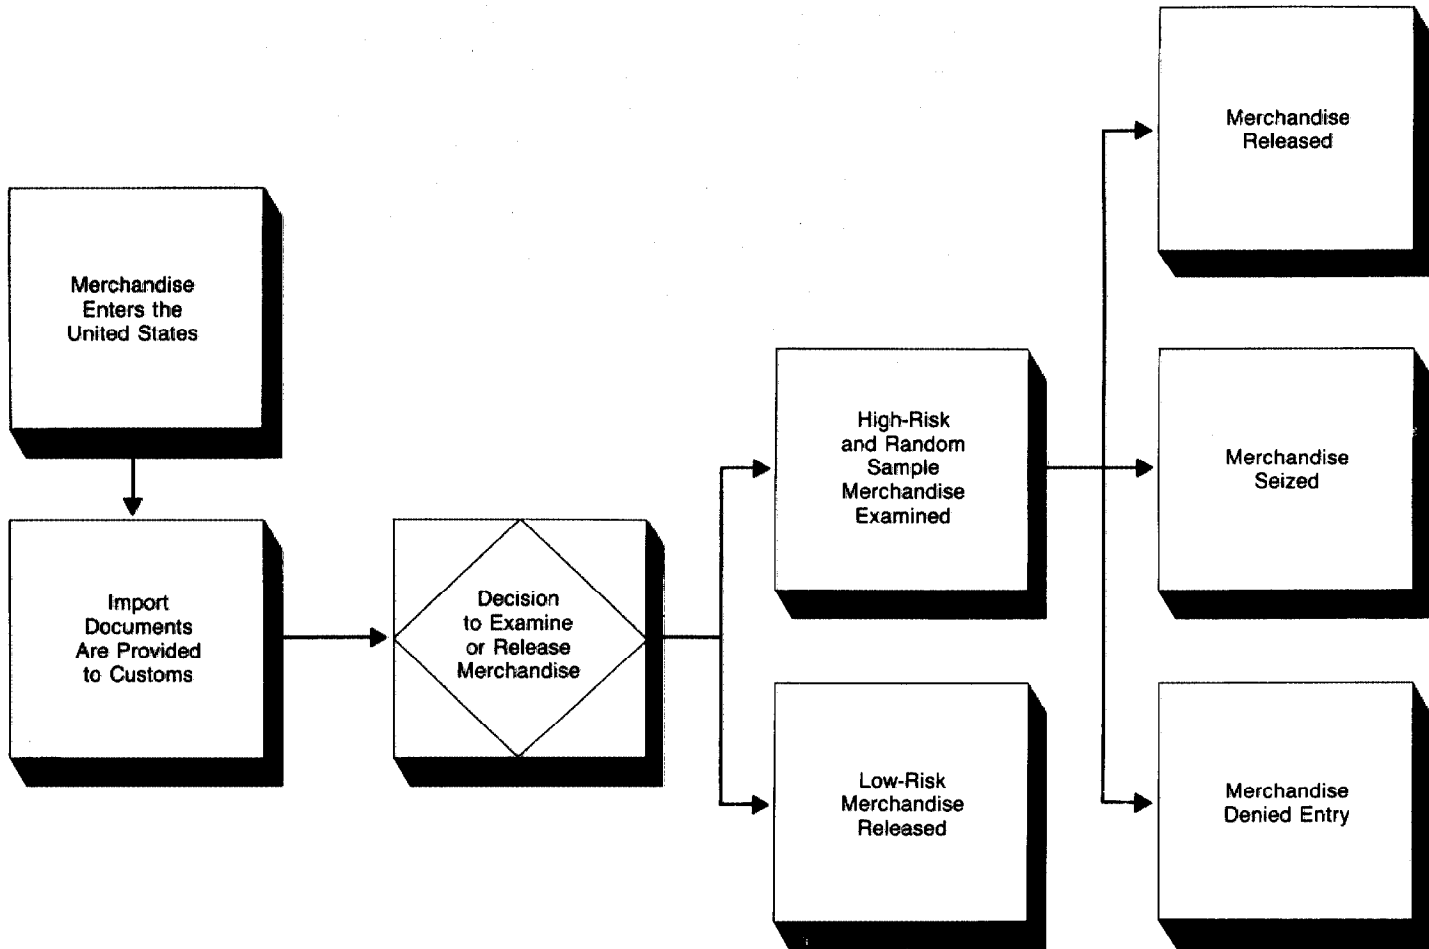 Merchandise
Enters the
United States
Import
Documents
Are Provided
to Customs
Decision
to Examine
or Release
Merchandise
High-Risk
and Random
Sample
Merchandise
Examined
Low-Risk
Merchandise
Released
Merchandise
Released
Merchandise
Seized
Merchandise
Denied Entry